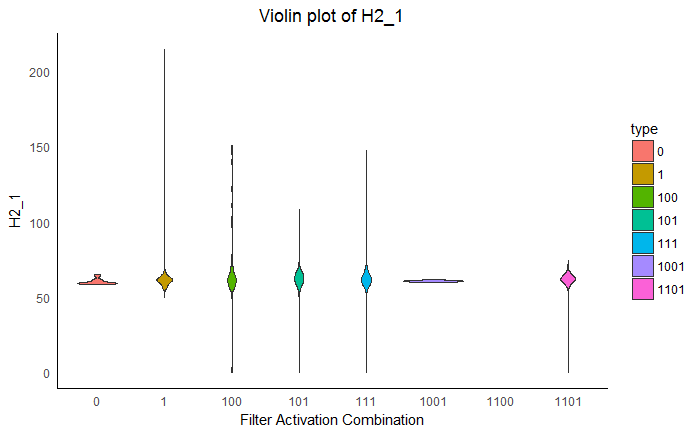 Violin plot of H2_1
H2_1
200
150
100
50
0
0 1 100 101 111 1001 1100 1101
Filter Activation Combination
type
0
1
100
101
111
1001
1101